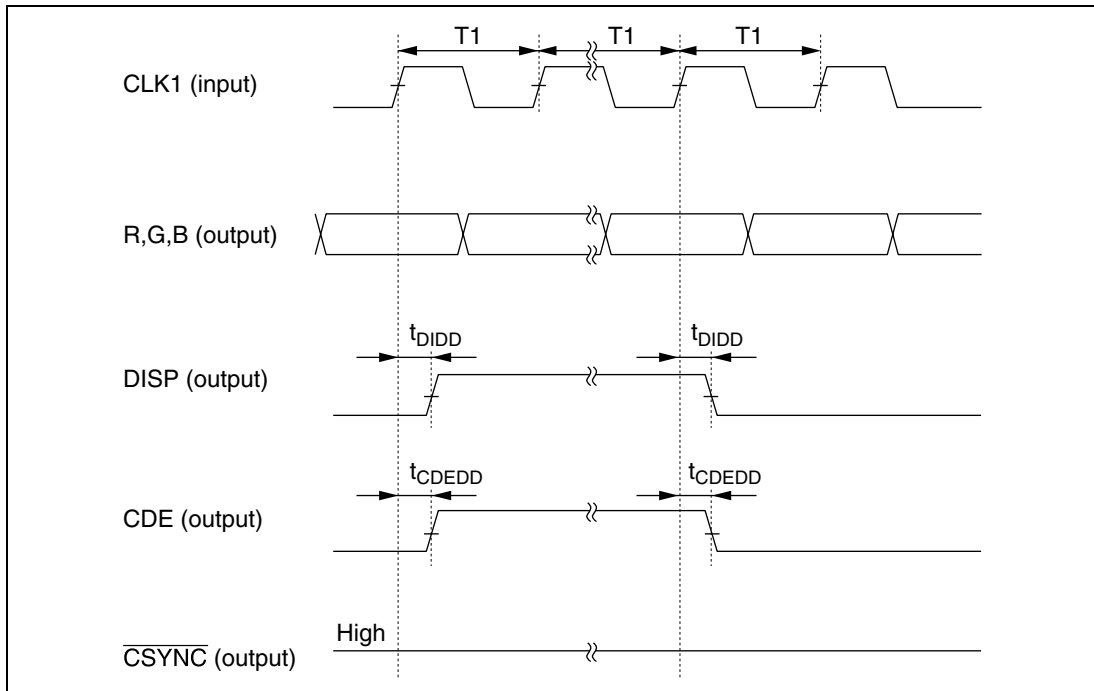 T1 T1 T1
CLK1 (input)
R,G,B (output)
tDIDD tDIDD
DISP (output)
tCDEDD tCDEDD
CDE (output)
High
CSYNC (output)